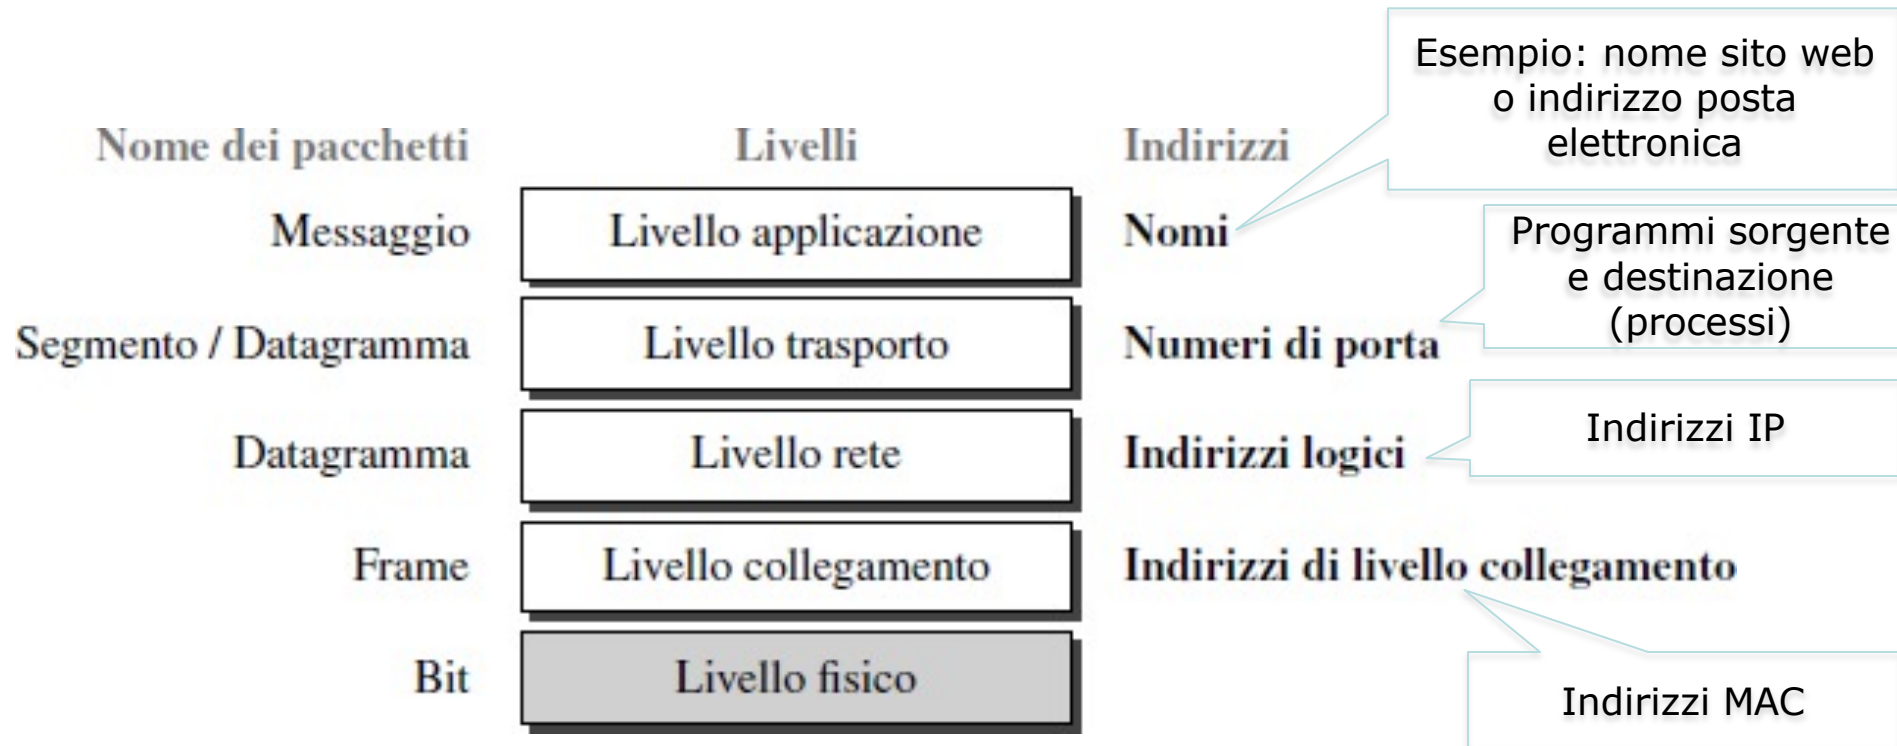 Esempio: nome sito web
o indirizzo posta
elettronica
Nome dei pacchetti
Livelli
Indirizzi
Messaggio
Livello applicazione
Nomi
Programmi sorgente
e destinazione
(processi)
Segmento / Datagramma
Livello trasporto
Numeri di porta
Datagramma
Livello rete
Indirizzi logici
Indirizzi IP
Frame
Livello collegamento
Indirizzi di livello collegamento
Bit
Livello fisico
Indirizzi MAC